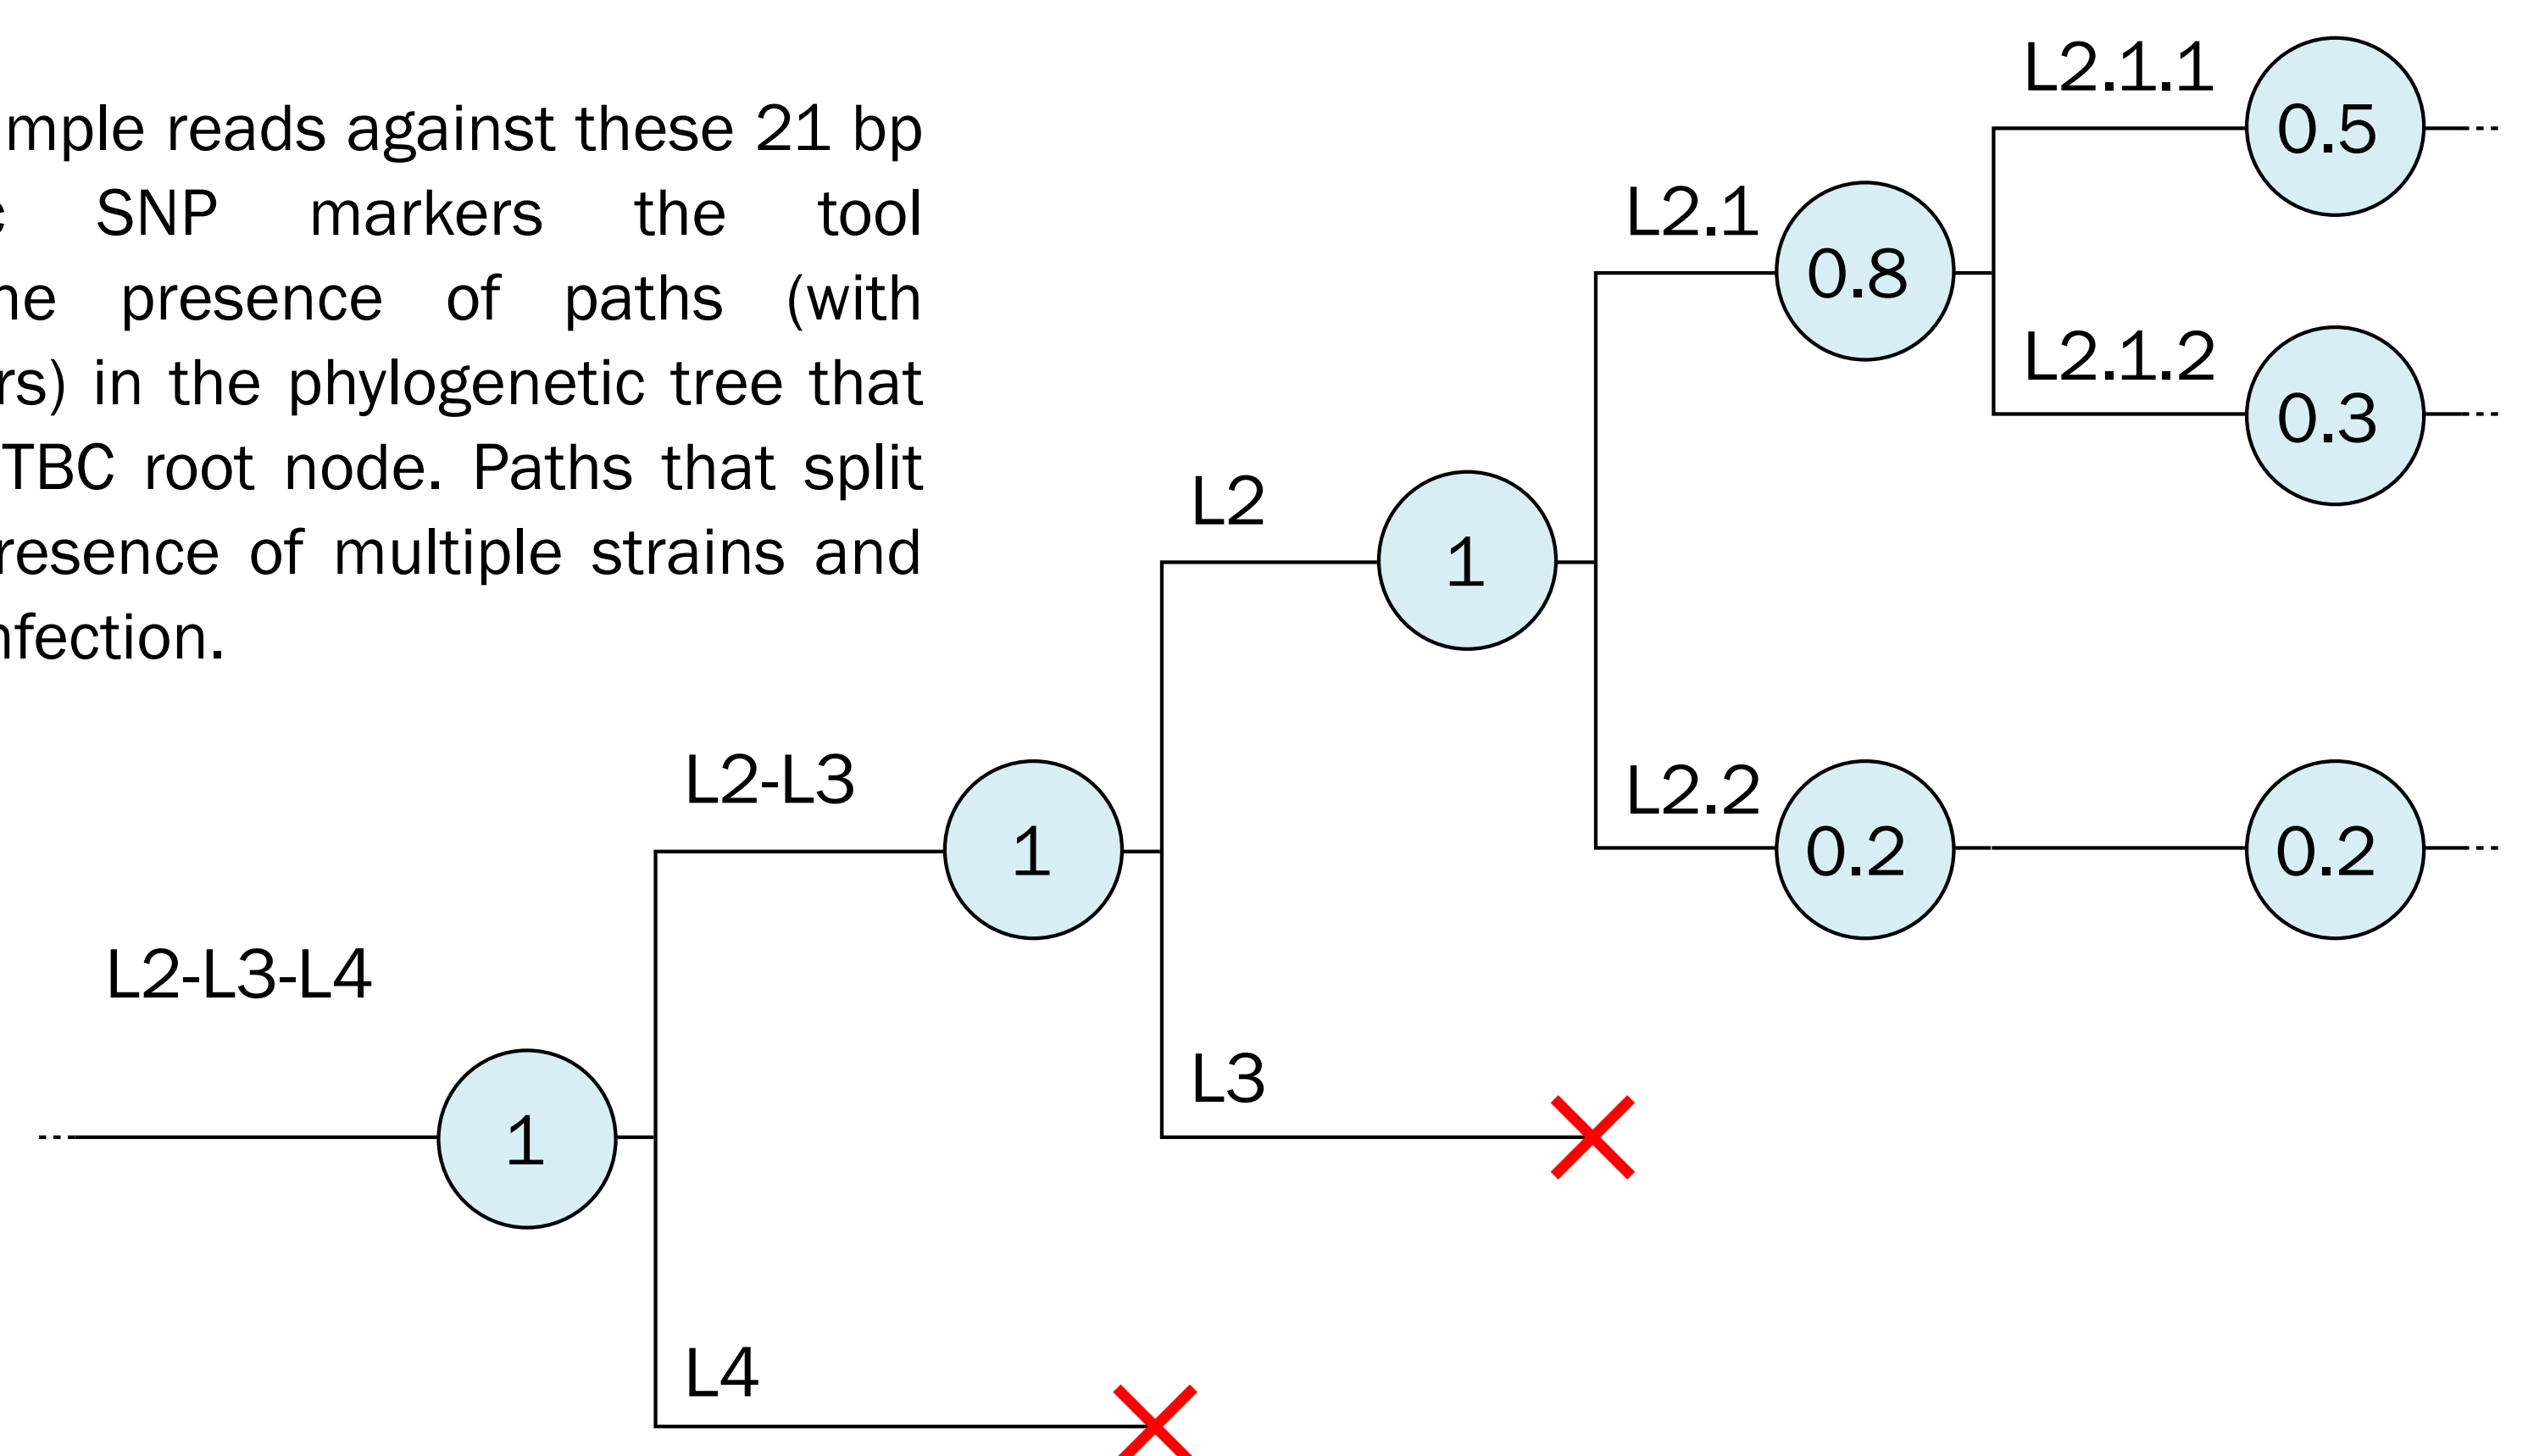 mple reads against these 21 bp
SNP markers the tool
presence of paths (with
in the phylogenetic tree that
TBC root node. Paths that split
resence of multiple strains and
nfection.
L2.1.1
0.5
L2.1
0.8
L2.1.2
0.3
L2
1
L2-L3
1
L2.2
0.2
0.2
L2-L3-L4
1
L3
L4